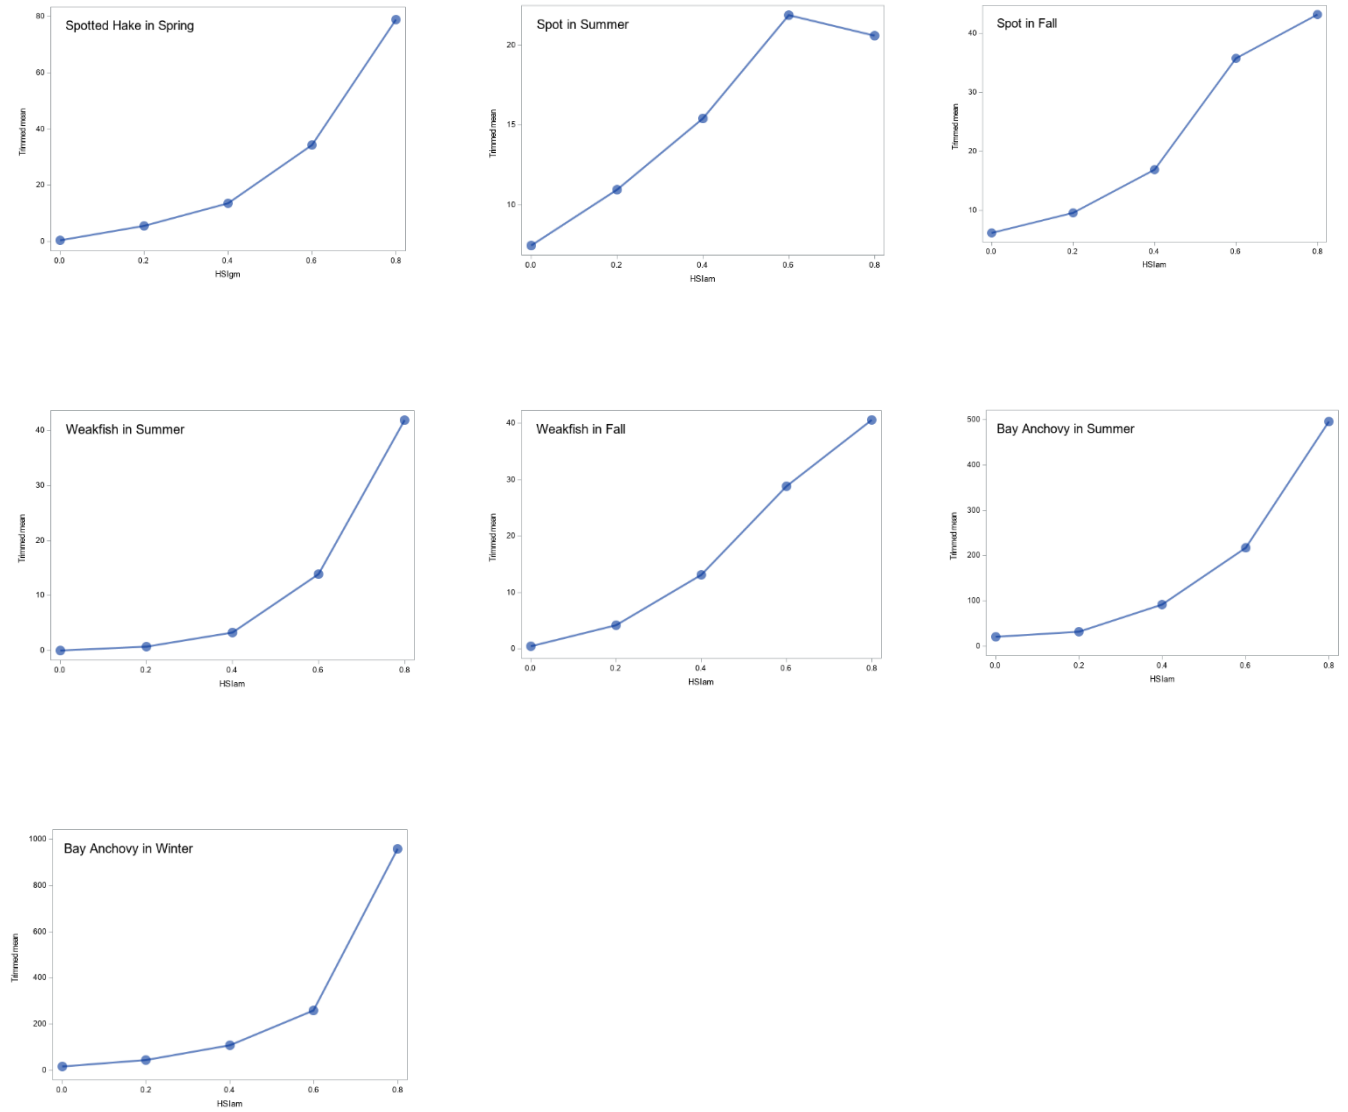 Spotted Hake in Spring
80
60
40
20
0
Trimmed mean
0.0 0.2 0.4 0.6 0.8
HSIgm
Spot in Summer
20
15
10
Trimmed mean
0.0 0.2 0.4 0.6 0.8
HSIam
Spot in Fall
40
30
20
10
Trimmed mean
0.0 0.2 0.4 0.6 0.8
HSIam
Weakfish in Summer
40
30
20
10
0
Trimmed mean
0.0 0.2 0.4 0.6 0.8
HSIam
Weakfish in Fall
40
30
20
10
0
Trimmed mean
0.0 0.2 0.4 0.6 0.8
HSIam
Bay Anchovy in Summer
500
400
300
200
100
0
Trimmed mean
0.0 0.2 0.4 0.6 0.8
HSIam
Bay Anchovy in Winter
1000
800
600
400
200
0
Trimmed mean
0.0 0.2 0.4 0.6 0.8
HSIam